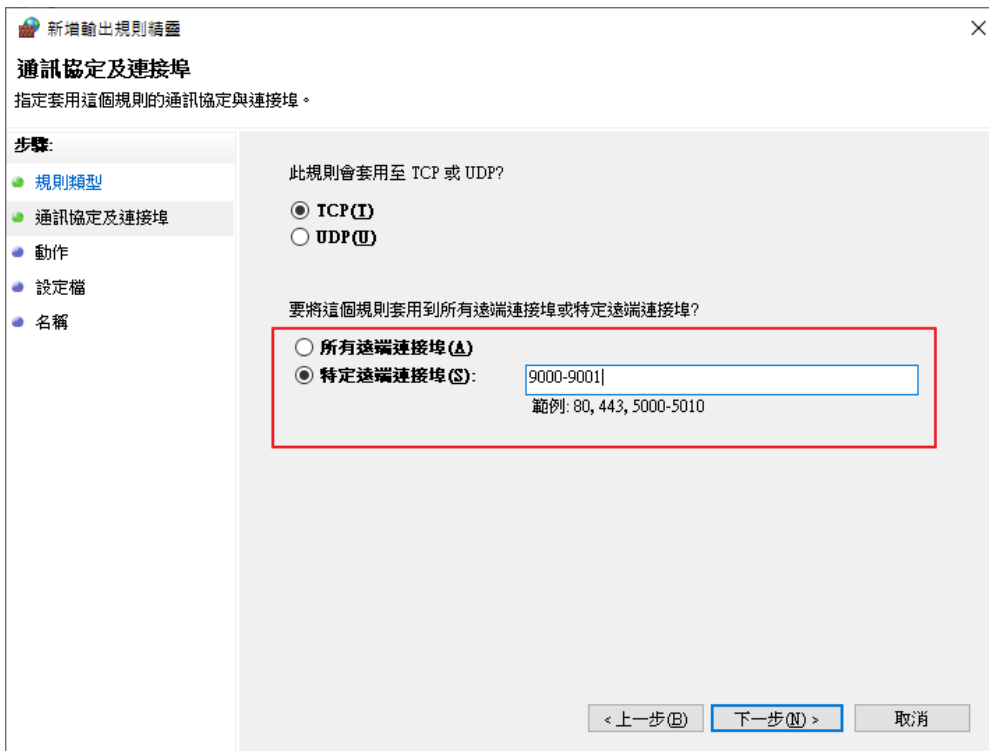 新增輸出規則精靈
通訊協定及連接埠
指定套用這個規則的通訊協定與連接埠。
步驟:
規則類型
通訊協定及連接埠
動作
設定檔
名稱
此規則會套用至 TCP 或 UDP?
TCP(T)
UDP(U)
要將這個規則套用到所有遠端連接埠或特定遠端連接埠?
所有遠端連接埠(A)
特定遠端連接埠(S): 9000-9001
範例: 80, 443, 5000-5010
<上一步(B) 下一步(N)> 取消